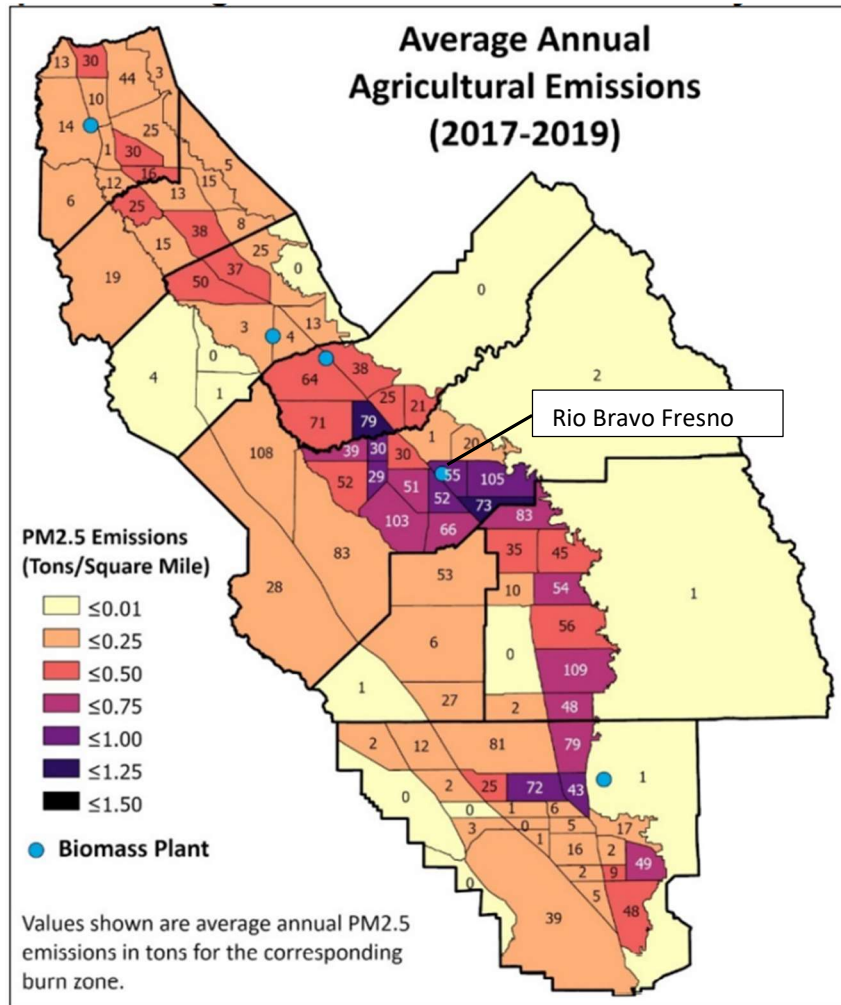 Average Annual
Agricultural Emissions
(2017-2019)
13 30 44 3
10
14 25
1 30
16 5
12 15
6 13
25 8
38
15 25
19 37 0
50
0
13
3 4
0 38
4 64
2
1 25 21
71 79
Rio Bravo Fresno
1 20
108 39 30 30
55 105
52 29 51
52 73
103 66 83
35 45
83 53
28 10 54
1
56
6 0
109
1 27 2 48
2 12 81 79
1
2 25 72 43
0 0 1 6
3 0 5 17
1 16 2 49
0 2 9
5 48
39
PM2.5 Emissions
(Tons/Square Mile)
≤0.01
≤0.25
≤0.50
≤0.75
≤1.00
≤1.25
≤1.50
Biomass Plant
Values shown are average annual PM2.5
emissions in tons for the corresponding
burn zone.